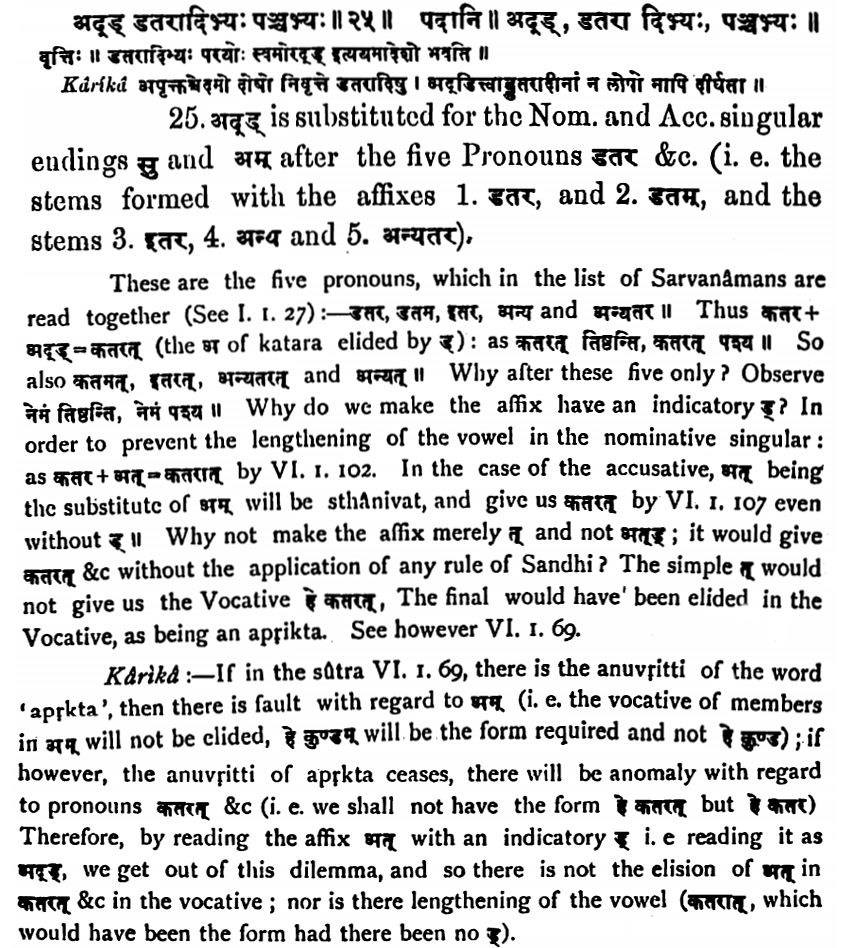 अदूड् डतरादिभ्यः पञ्चभ्यः ॥ २५ ॥ पदानि ॥ अदूड् , डतरा दिभ्यः, पञ्चभ्यः ॥
वृत्तिः ॥ डतरादिभ्यः परयोः स्वमोरदूड् इत्ययमादेशो भवति ॥
Kârikâ अपृक्तश्चेदमो दोषो निवृत्ते डतरादिषु । अदूडित्त्वाड्डतरादीनां न लोपो नापि दीर्घता ॥
25. अदूड् is substituted for the Nom. and Acc. singular
endings सु and अम् after the five Pronouns डतर &c. (i. e. the
stems formed with the affixes 1. डतर, and 2. डतम्, and the
stems 3. इतर, 4. अन्य and 5. अन्यतर).
These are the five pronouns, which in the list of Sarvanâmans are
read together (See I. 1. 27) :—डतर, डतम, इतर, अन्य and अन्यतर ॥ Thus कतर +
अदूड् = कतरत् (the अ of katara elided by ड्) : as कतरत् तिष्ठन्ति, कतरत् पश्य ॥ So
also कतमत्, इतरत्, अन्यतरत् and अन्यत् ॥ Why after these five only? Observe
नेमं तिष्ठन्ति, नेमं पश्य ॥ Why do we make the affix have an indicatory ड्? In
order to prevent the lengthening of the vowel in the nominative singular :
as कतर + अत् = कतरात् by VI. 1. 102. In the case of the accusative, अत् being
the substitute of अम् will be sthânivat, and give us कतरत् by VI. 1. 107 even
without ड् ॥ Why not make the affix merely त् and not अतड् ; it would give
कतरत् &c without the application of any rule of Sandhi? The simple त् would
not give us the Vocative हे कतरत्, The final would have' been elided in the
Vocative, as being an apṛikta. See however VI. 1. 69.
Kârikâ :—If in the sûtra VI. 1. 69, there is the anuvṛitti of the word
'apṛkta', then there is fault with regard to अम् (i. e. the vocative of members
in अम् will not be elided, हे कुण्डम् will be the form required and not हे कुण्ड) ; if
however, the anuvṛitti of apṛkta ceases, there will be anomaly with regard
to pronouns कतरत् &c (i. e. we shall not have the form हे कतरत् but हे कतर)
Therefore, by reading the affix अत् with an indicatory ड् i. e reading it as
अदूड्, we get out of this dilemma, and so there is not the elision of अत् in
कतरत् &c in the vocative ; nor is there lengthening of the vowel (कतरात्, which
would have been the form had there been no ड्).